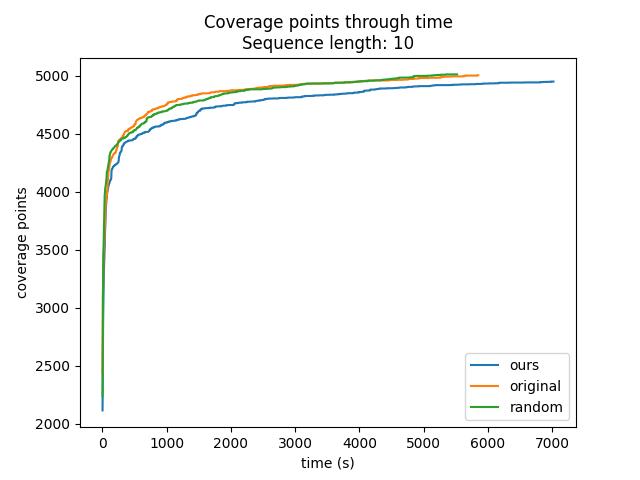 Coverage points through time
Sequence length: 10
5000
4500
4000
3500
3000
2500
2000
coverage points
0 1000 2000 3000 4000 5000 6000 7000
time (s)
ours
original
random